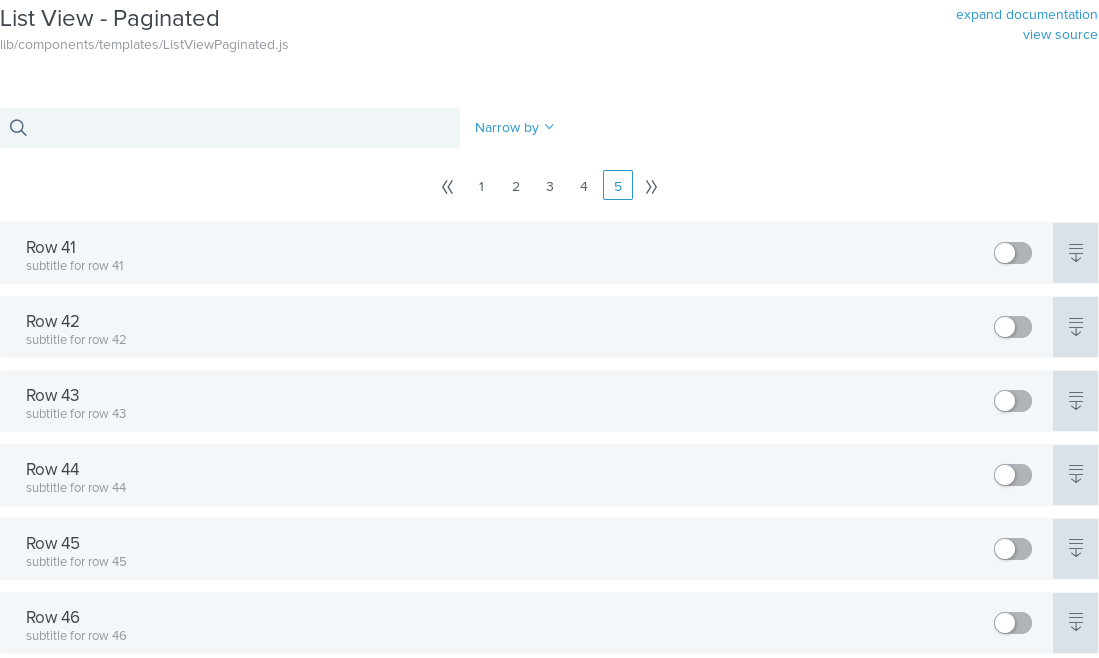 List View - Paginated
expand documentation
lib/components/templates/ListViewPaginated.js
view source
Narrow by
1 2 3 4 5
Row 41
subtitle for row 41
Row 42
subtitle for row 42
Row 43
subtitle for row 43
Row 44
subtitle for row 44
Row 45
subtitle for row 45
Row 46
subtitle for row 46